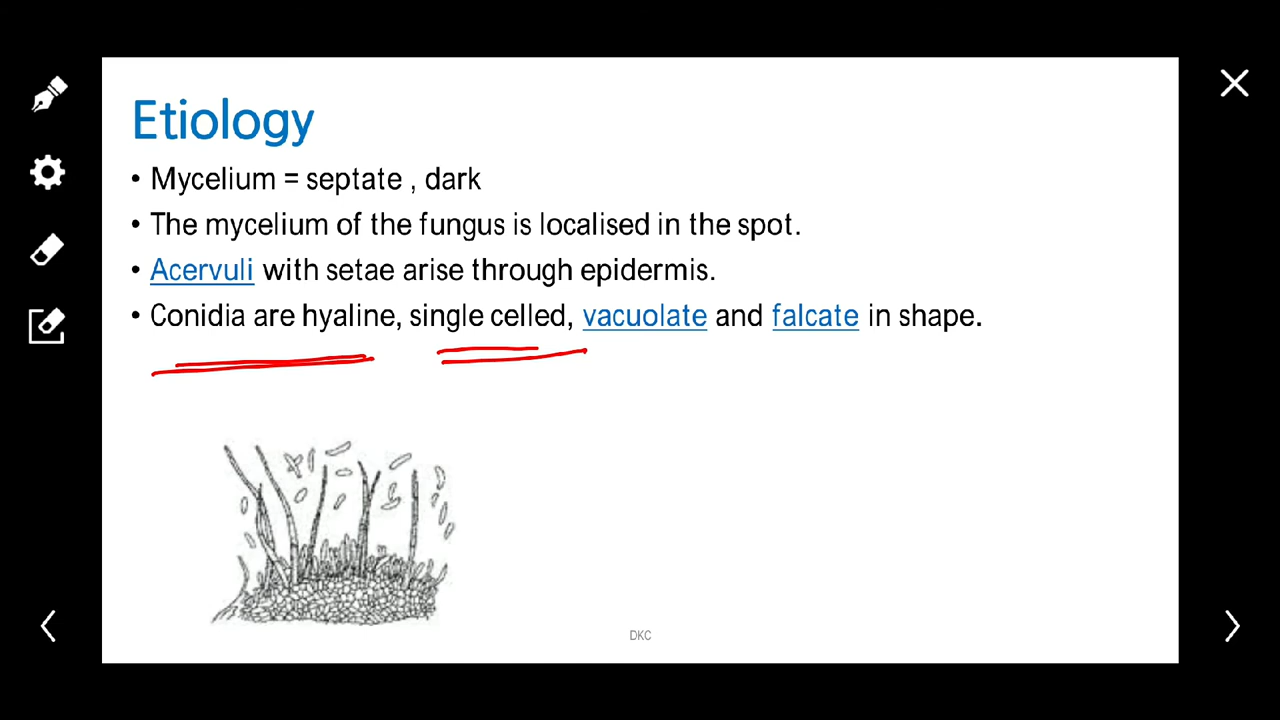 Etiology
• Mycelium = septate , dark
• The mycelium of the fungus is localised in the spot.
• Acervuli with setae arise through epidermis.
• Conidia are hyaline, single celled, vacuolate and falcate in shape.
DKC